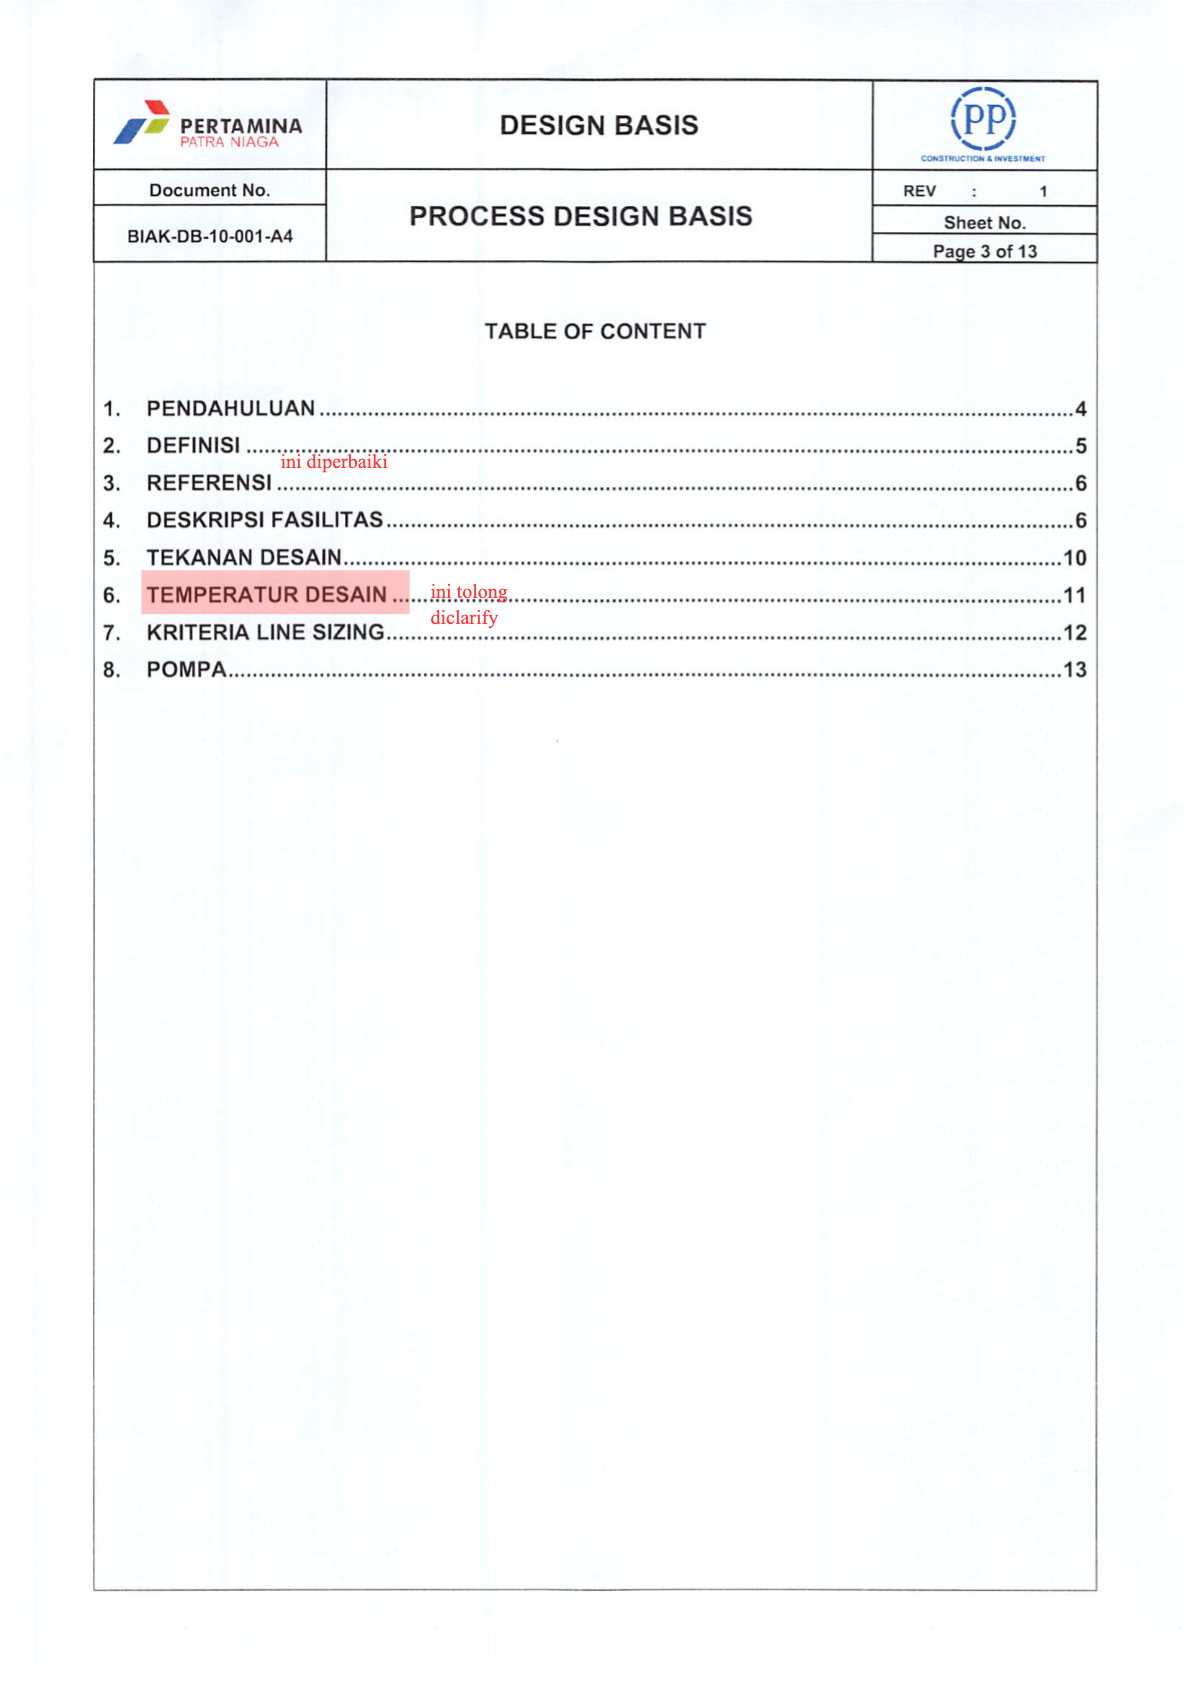 PERTAMINA
PATRA NIAGA
DESIGN BASIS
PP
CONSTRUCTION & INVESTMENT
Document No.
BIAK-DB-10-001-A4
PROCESS DESIGN BASIS
REV : 1
Sheet No.
Page 3 of 13
TABLE OF CONTENT
1. PENDAHULUAN ........................................ 4
2. DEFINISI ........................................ 5
ini diperbaiki
3. REFERENSI ........................................ 6
4. DESKRIPSI FASILITAS ........................................ 6
5. TEKANAN DESAIN ........................................ 10
6. TEMPERATUR DESAIN ........................................ 11
ini tolong
diclarify
7. KRITERIA LINE SIZING ........................................ 12
8. POMPA ........................................ 13